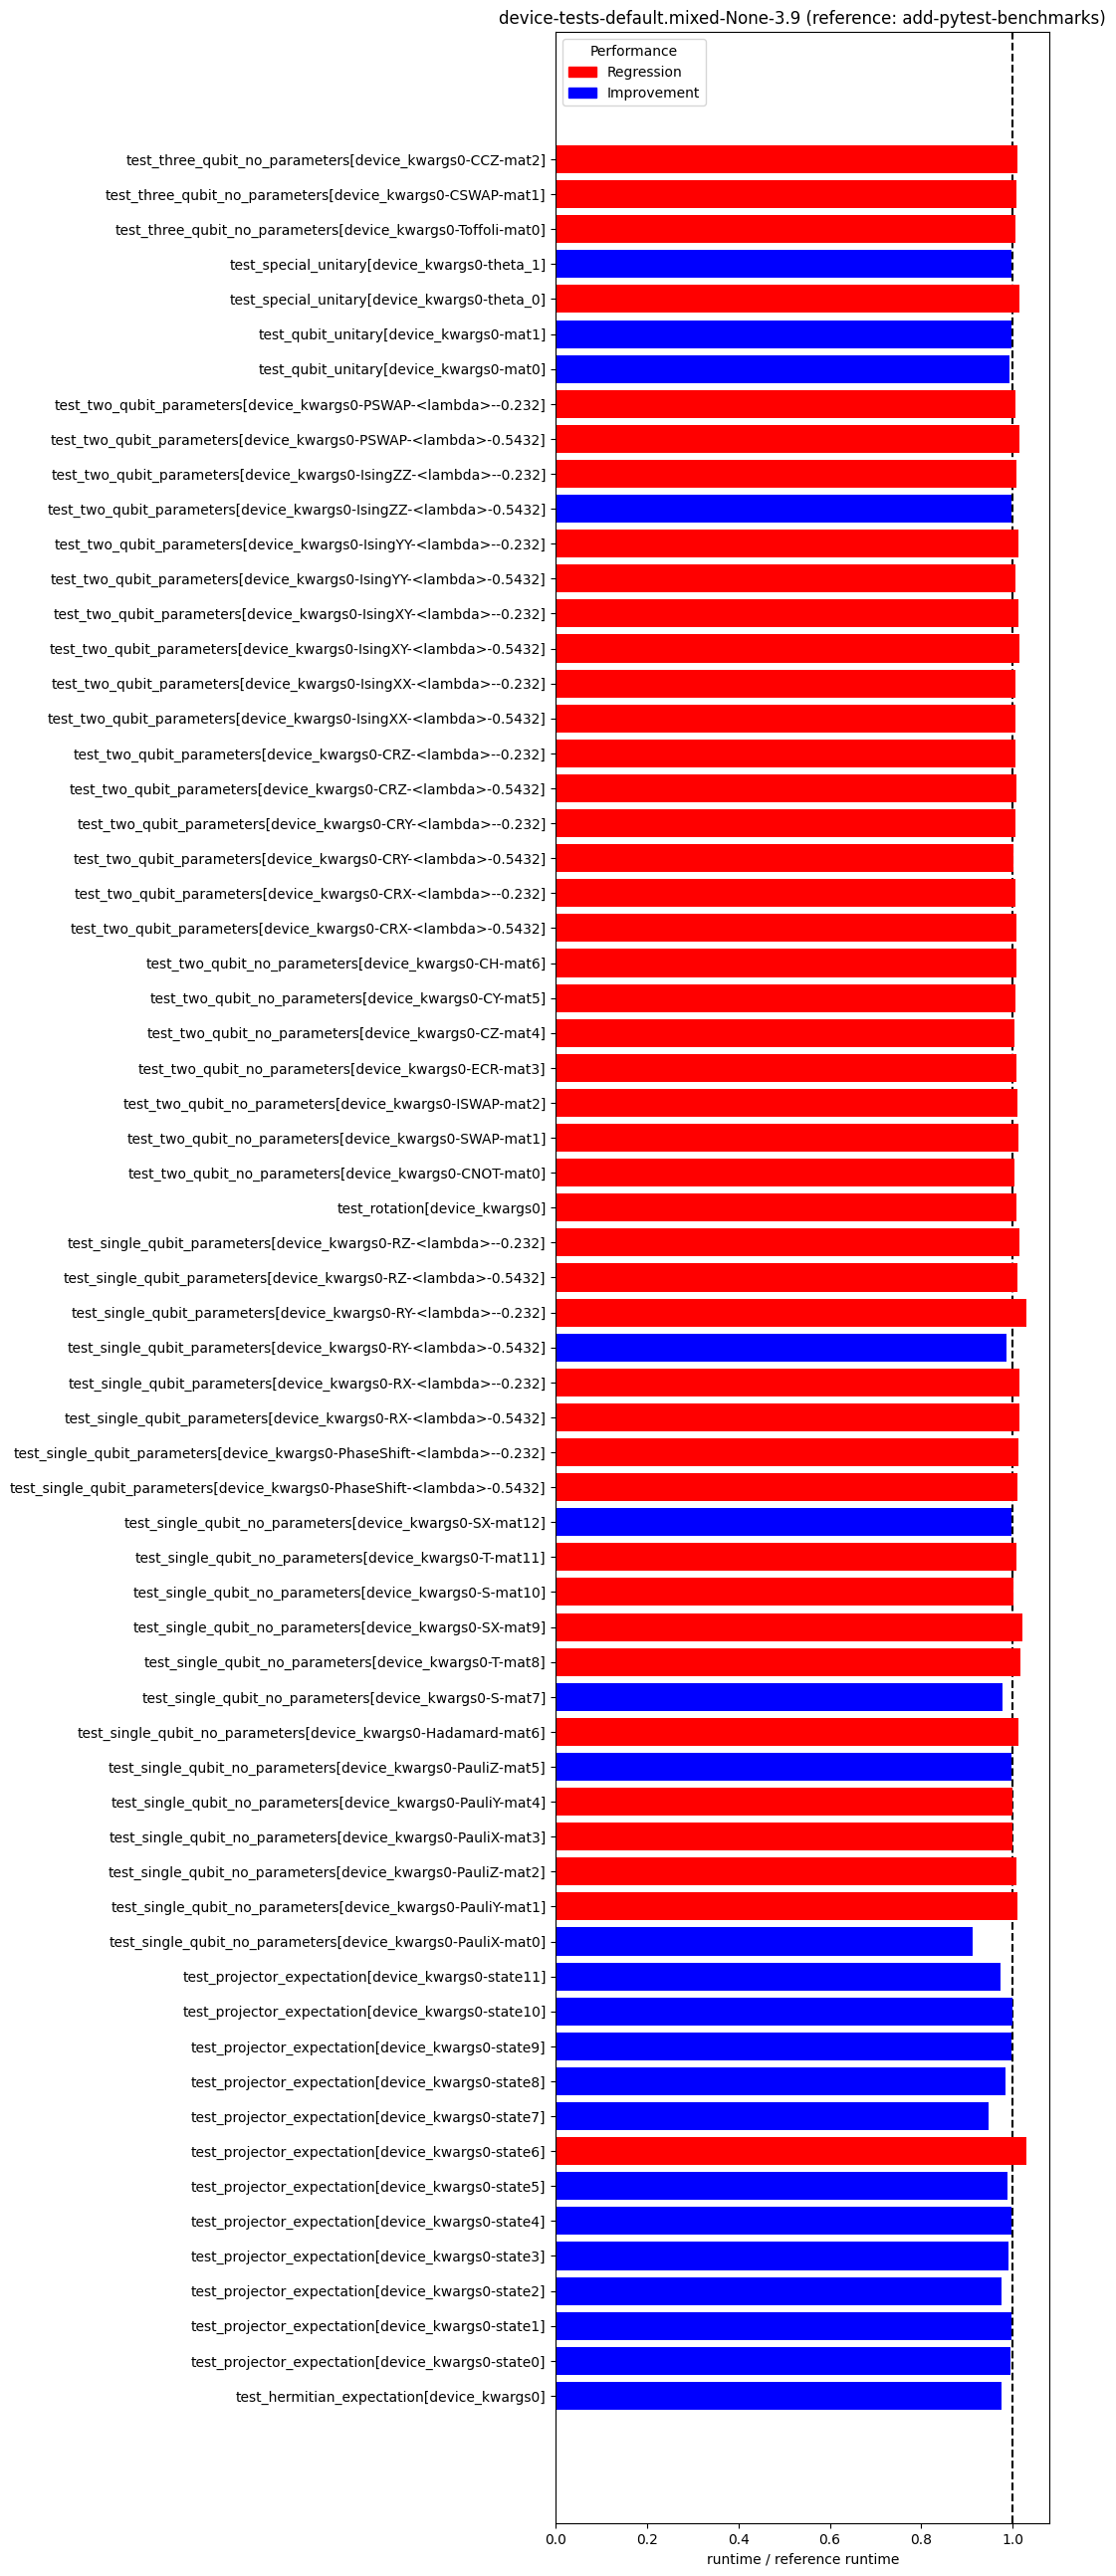 device-tests-default.mixed-None-3.9 (reference: add-pytest-benchmarks)
Performance
Regression
Improvement
test_three_qubit_no_parameters[device_kwargs0-CCZ-mat2]
test_three_qubit_no_parameters[device_kwargs0-CSWAP-mat1]
test_three_qubit_no_parameters[device_kwargs0-Toffoli-mat0]
test_special_unitary[device_kwargs0-theta_1]
test_special_unitary[device_kwargs0-theta_0]
test_qubit_unitary[device_kwargs0-mat1]
test_qubit_unitary[device_kwargs0-mat0]
test_two_qubit_parameters[device_kwargs0-PSWAP-<lambda>--0.232]
test_two_qubit_parameters[device_kwargs0-PSWAP-<lambda>-0.5432]
test_two_qubit_parameters[device_kwargs0-IsingZZ-<lambda>--0.232]
test_two_qubit_parameters[device_kwargs0-IsingZZ-<lambda>-0.5432]
test_two_qubit_parameters[device_kwargs0-IsingYY-<lambda>--0.232]
test_two_qubit_parameters[device_kwargs0-IsingYY-<lambda>-0.5432]
test_two_qubit_parameters[device_kwargs0-IsingXY-<lambda>--0.232]
test_two_qubit_parameters[device_kwargs0-IsingXY-<lambda>-0.5432]
test_two_qubit_parameters[device_kwargs0-IsingXX-<lambda>--0.232]
test_two_qubit_parameters[device_kwargs0-IsingXX-<lambda>-0.5432]
test_two_qubit_parameters[device_kwargs0-CRZ-<lambda>--0.232]
test_two_qubit_parameters[device_kwargs0-CRZ-<lambda>-0.5432]
test_two_qubit_parameters[device_kwargs0-CRY-<lambda>--0.232]
test_two_qubit_parameters[device_kwargs0-CRY-<lambda>-0.5432]
test_two_qubit_parameters[device_kwargs0-CRX-<lambda>--0.232]
test_two_qubit_parameters[device_kwargs0-CRX-<lambda>-0.5432]
test_two_qubit_no_parameters[device_kwargs0-CH-mat6]
test_two_qubit_no_parameters[device_kwargs0-CY-mat5]
test_two_qubit_no_parameters[device_kwargs0-CZ-mat4]
test_two_qubit_no_parameters[device_kwargs0-ECR-mat3]
test_two_qubit_no_parameters[device_kwargs0-ISWAP-mat2]
test_two_qubit_no_parameters[device_kwargs0-SWAP-mat1]
test_two_qubit_no_parameters[device_kwargs0-CNOT-mat0]
test_rotation[device_kwargs0]
test_single_qubit_parameters[device_kwargs0-RZ-<lambda>--0.232]
test_single_qubit_parameters[device_kwargs0-RZ-<lambda>-0.5432]
test_single_qubit_parameters[device_kwargs0-RY-<lambda>--0.232]
test_single_qubit_parameters[device_kwargs0-RY-<lambda>-0.5432]
test_single_qubit_parameters[device_kwargs0-RX-<lambda>--0.232]
test_single_qubit_parameters[device_kwargs0-RX-<lambda>-0.5432]
test_single_qubit_parameters[device_kwargs0-PhaseShift-<lambda>--0.232]
test_single_qubit_parameters[device_kwargs0-PhaseShift-<lambda>-0.5432]
test_single_qubit_no_parameters[device_kwargs0-SX-mat12]
test_single_qubit_no_parameters[device_kwargs0-T-mat11]
test_single_qubit_no_parameters[device_kwargs0-S-mat10]
test_single_qubit_no_parameters[device_kwargs0-SX-mat9]
test_single_qubit_no_parameters[device_kwargs0-T-mat8]
test_single_qubit_no_parameters[device_kwargs0-S-mat7]
test_single_qubit_no_parameters[device_kwargs0-Hadamard-mat6]
test_single_qubit_no_parameters[device_kwargs0-PauliZ-mat5]
test_single_qubit_no_parameters[device_kwargs0-PauliY-mat4]
test_single_qubit_no_parameters[device_kwargs0-PauliX-mat3]
test_single_qubit_no_parameters[device_kwargs0-PauliZ-mat2]
test_single_qubit_no_parameters[device_kwargs0-PauliY-mat1]
test_single_qubit_no_parameters[device_kwargs0-PauliX-mat0]
test_projector_expectation[device_kwargs0-state11]
test_projector_expectation[device_kwargs0-state10]
test_projector_expectation[device_kwargs0-state9]
test_projector_expectation[device_kwargs0-state8]
test_projector_expectation[device_kwargs0-state7]
test_projector_expectation[device_kwargs0-state6]
test_projector_expectation[device_kwargs0-state5]
test_projector_expectation[device_kwargs0-state4]
test_projector_expectation[device_kwargs0-state3]
test_projector_expectation[device_kwargs0-state2]
test_projector_expectation[device_kwargs0-state1]
test_projector_expectation[device_kwargs0-state0]
test_hermitian_expectation[device_kwargs0]
0.0 0.2 0.4 0.6 0.8 1.0
runtime / reference runtime